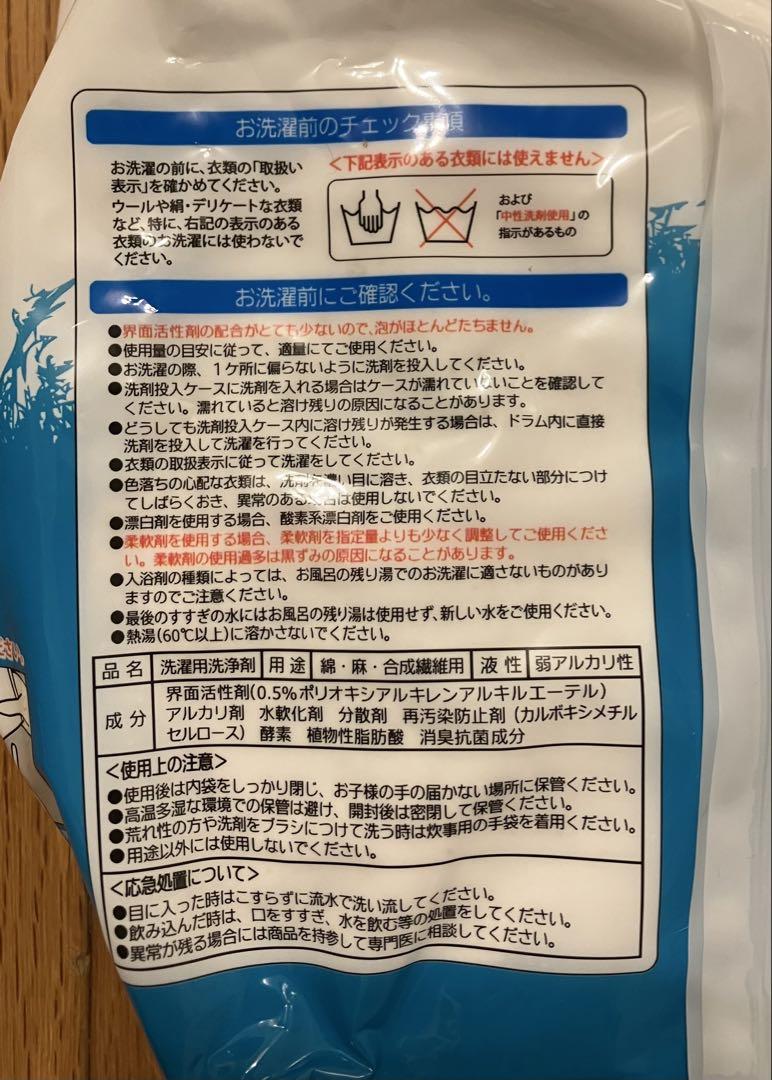 お洗濯前のチェック事項
お洗濯の前に、衣類の「取扱い
表示」を確かめてください。
ウールや絹・デリケートな衣類
など、特に、右記の表示のある
衣類のお洗濯には使わないで
ください。
<下記表示のある衣類には使えません>
および
「中性洗剤使用」の
指示があるもの
お洗濯前にご確認ください。
●界面活性剤の配合がとても少ないので、泡がほとんどたちません。
●使用量の目安に従って、適量にてご使用ください。
●お洗濯の際、1ケ所に偏らないように洗剤を投入してください。
●洗剤投入ケースに洗剤を入れる場合はケースが濡れていないことを確認して
ください。濡れていると溶け残りの原因になることがあります。
●どうしても洗剤投入ケース内に溶け残りが発生する場合は、ドラム内に直接
洗剤を投入して洗濯を行ってください。
●衣類の取扱表示に従って洗濯をしてください。
●色落ちの心配な衣類は、洗剤を濃い目に溶き、衣類の目立たない部分につけ
てしばらくおき、異常のある場合は使用しないでください。
●漂白剤を使用する場合、酸素系漂白剤をご使用ください。
●柔軟剤を使用する場合、柔軟剤を指定量よりも少なく調整してご使用くださ
い。柔軟剤の使用過多は黒ずみの原因になることがあります。
●入浴剤の種類によっては、お風呂の残り湯でのお洗濯に適さないものがあり
ますのでご注意ください。
●最後のすすぎの水にはお風呂の残り湯は使用せず、新しい水をご使用ください。
●熱湯(60℃以上)に溶かさないでください。
品名 洗濯用洗浄剤 用途 綿・麻・合成繊維用 液性 弱アルカリ性
成分 界面活性剤(0.5%ポリオキシアルキレンアルキルエーテル)
アルカリ剤 水軟化剤 分散剤 再汚染防止剤(カルボキシメチル
セルロース) 酵素 植物性脂肪酸 消臭抗菌成分
<使用上の注意>
●使用後は内袋をしっかり閉じ、お子様の手の届かない場所に保管ください。
●高温多湿な環境での保管は避け、開封後は密閉して保管ください。
●荒れ性の方や洗剤をブラシにつけて洗う時は炊事用の手袋を着用ください。
●用途以外には使用しないでください。
<応急処置について>
●目に入った時はこすらずに流水で洗い流してください。
●飲み込んだ時は、口をすすぎ、水を飲む等の処置をしてください。
●異常が残る場合には商品を持参して専門医に相談してください。